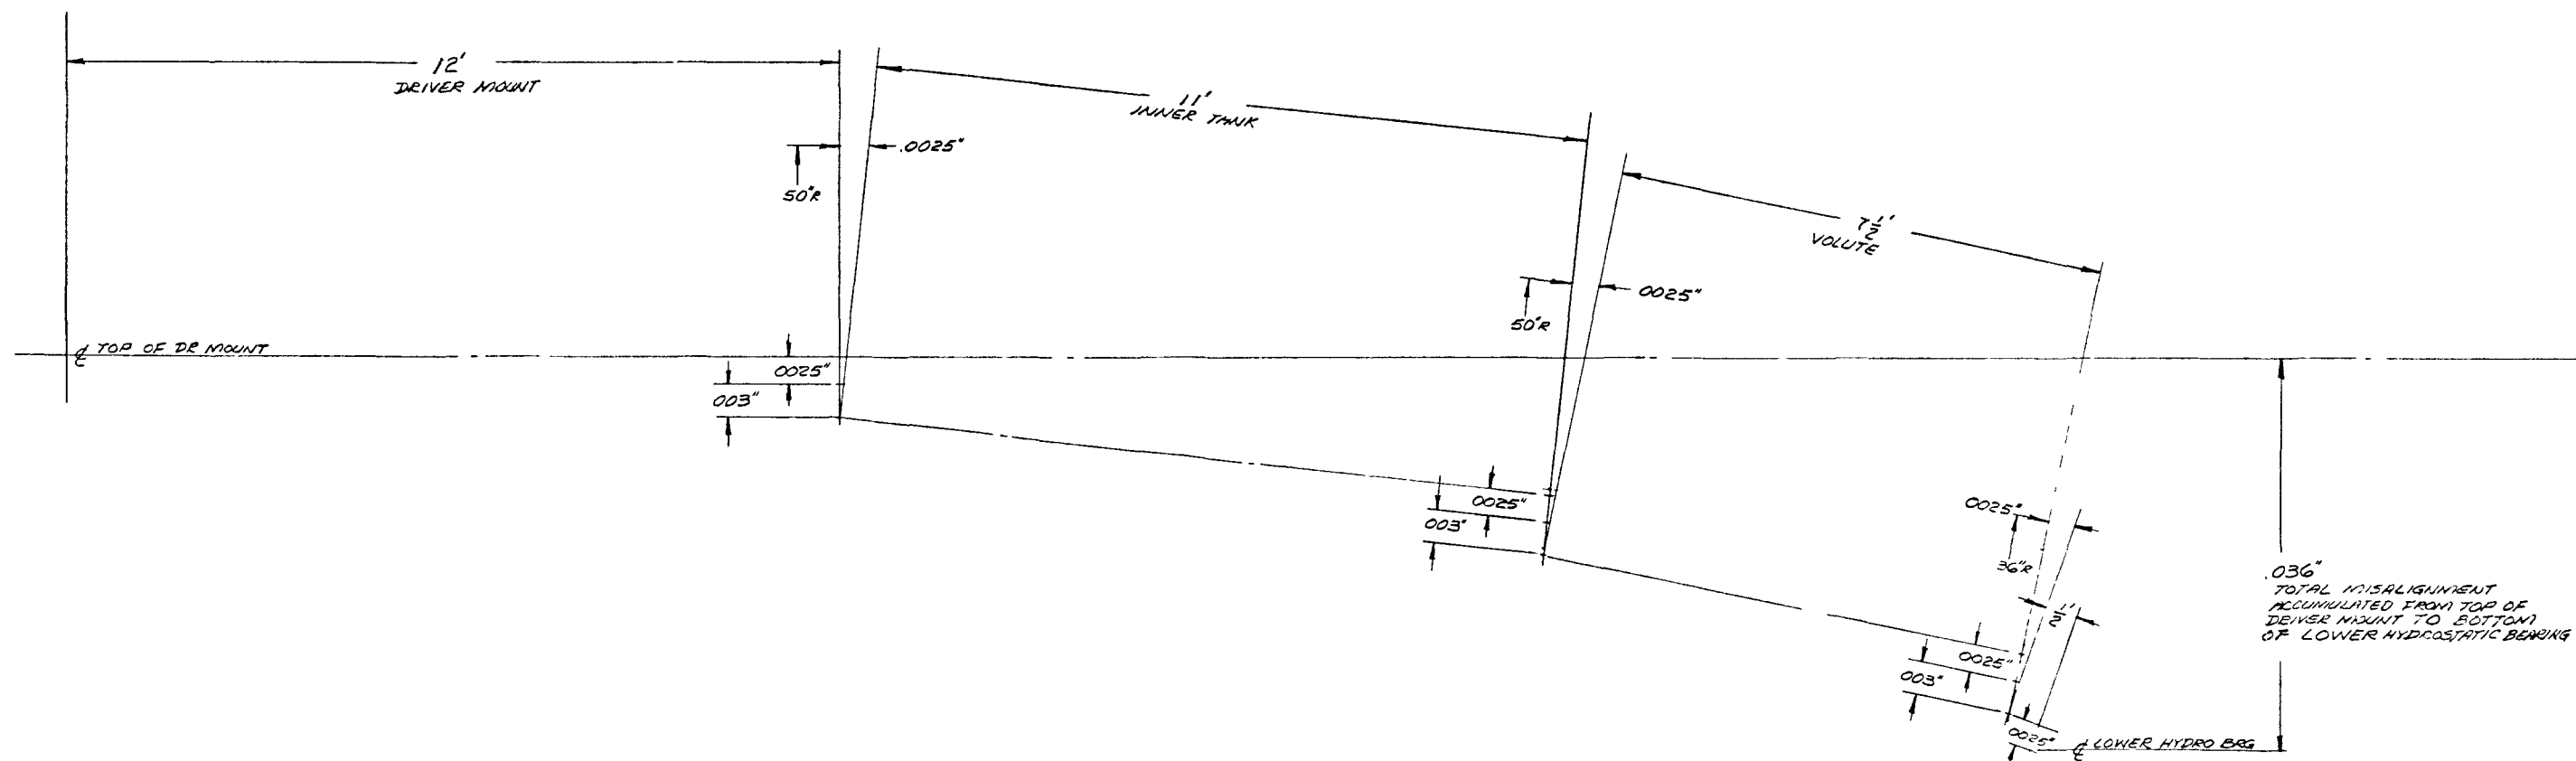 12'
DRIVER MOUNT
11'
INNER TANK
.0025"
50"R
7 1/2'
VOLUTE
.0025"
50"R
℄ TOP OF DR MOUNT
.0025"
.003"
.0025"
.003"
.0025"
36"R
1/2'
.0025"
.003"
.0025"
℄ LOWER HYDRO BRG
.036"
TOTAL MISALIGNMENT
ACCUMULATED FROM TOP OF
DRIVER MOUNT TO BOTTOM
OF LOWER HYDROSTATIC BEARING